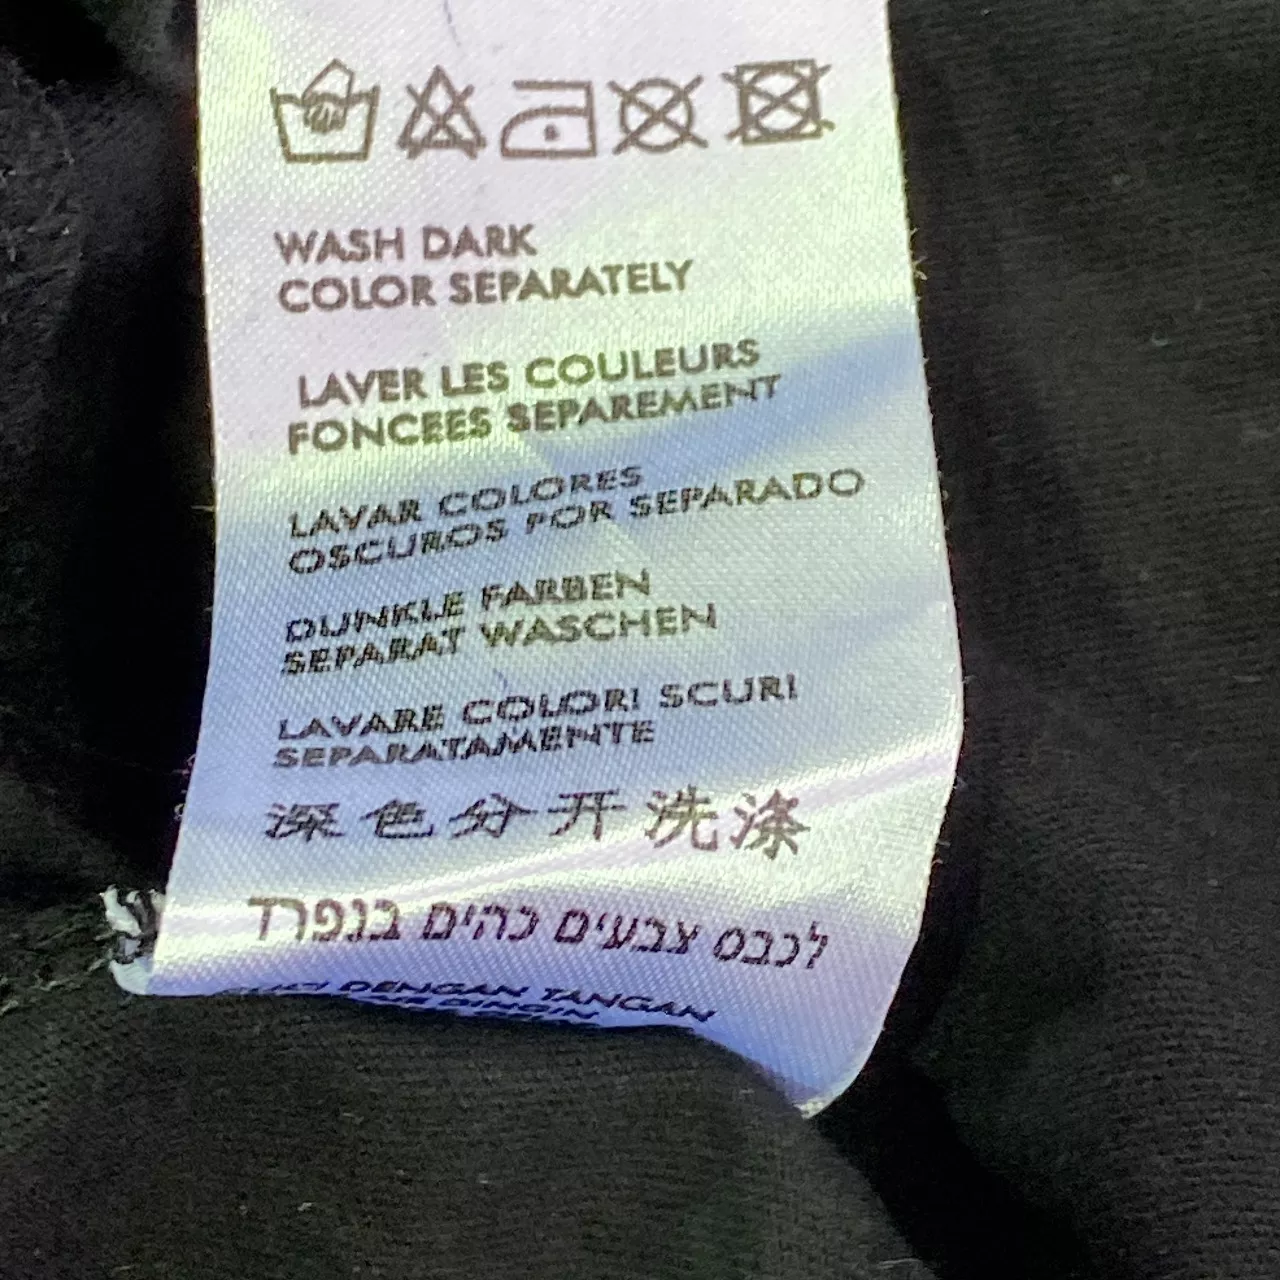 WASH DARK
COLOR SEPARATELY
LAVER LES COULEURS
FONCEES SEPAREMENT
LAVAR COLORES
OSCUROS POR SEPARADO
DUNKLE FARBEN
SEPARAT WASCHEN
LAVARE COLORI SCURI
SEPARATAMENTE
深色分开洗涤
לכבס צבעים כהים בנפרד
DENGAN TANGAN
DINGIN